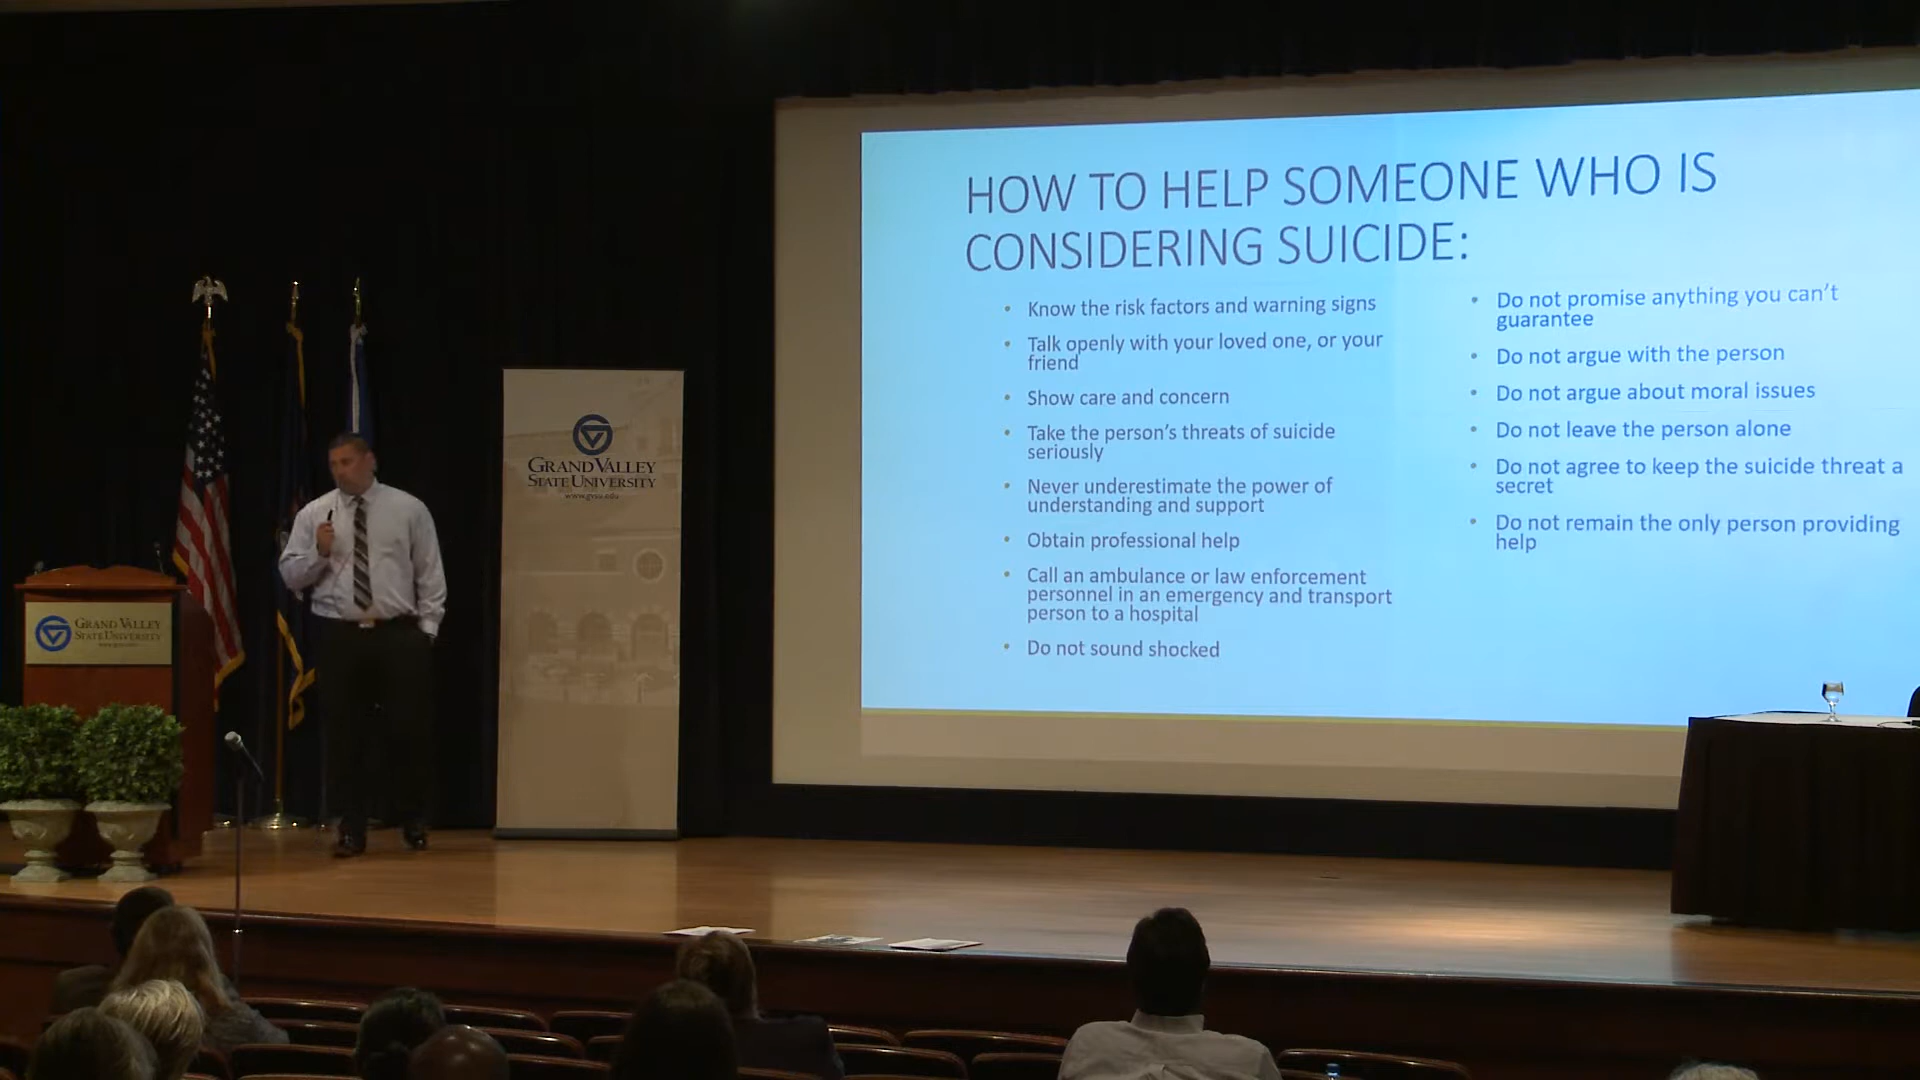 HOW TO HELP SOMEONE WHO IS
CONSIDERING SUICIDE:
• Know the risk factors and warning signs
• Talk openly with your loved one, or your
friend
• Show care and concern
• Take the person's threats of suicide
seriously
• Never underestimate the power of
understanding and support
• Obtain professional help
• Call an ambulance or law enforcement
personnel in an emergency and transport
person to a hospital
• Do not sound shocked
• Do not promise anything you can't
guarantee
• Do not argue with the person
• Do not argue about moral issues
• Do not leave the person alone
• Do not agree to keep the suicide threat a
secret
• Do not remain the only person providing
help
GRAND VALLEY
STATE UNIVERSITY
www.gvsu.edu
GRAND VALLEY
STATE UNIVERSITY
www.gvsu.edu